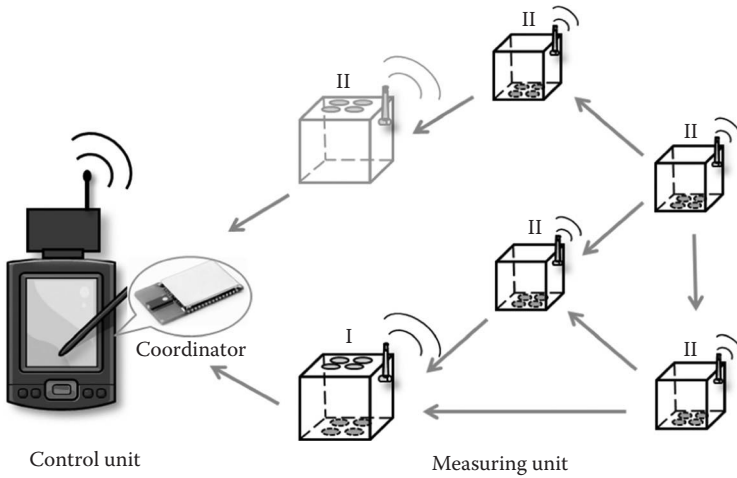 II
II
II
II
I
II
Coordinator
Control unit
Measuring unit